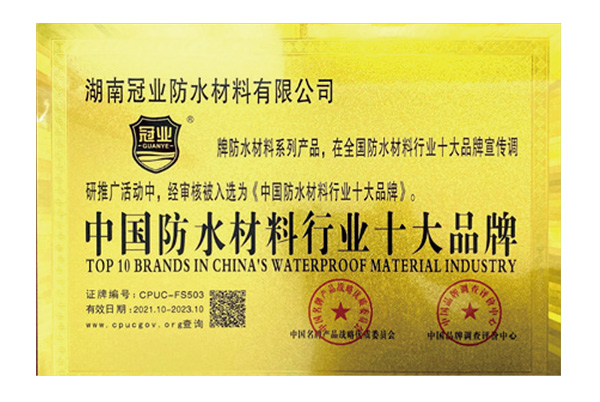 湖南冠业防水材料有限公司
冠业
GUANYE
®
牌防水材料系列产品，在全国防水材料行业十大品牌宣传调
研推广活动中，经审核被入选为《中国防水材料行业十大品牌》。
中国防水材料行业十大品牌
TOP 10 BRANDS IN CHINA'S WATERPROOF MATERIAL INDUSTRY
证牌编号：CPUC-FS503
有效日期：2021.10-2023.10
www.cpucgov.org查询
中国名牌产品战略推进委员会
中国品牌调查评价中心